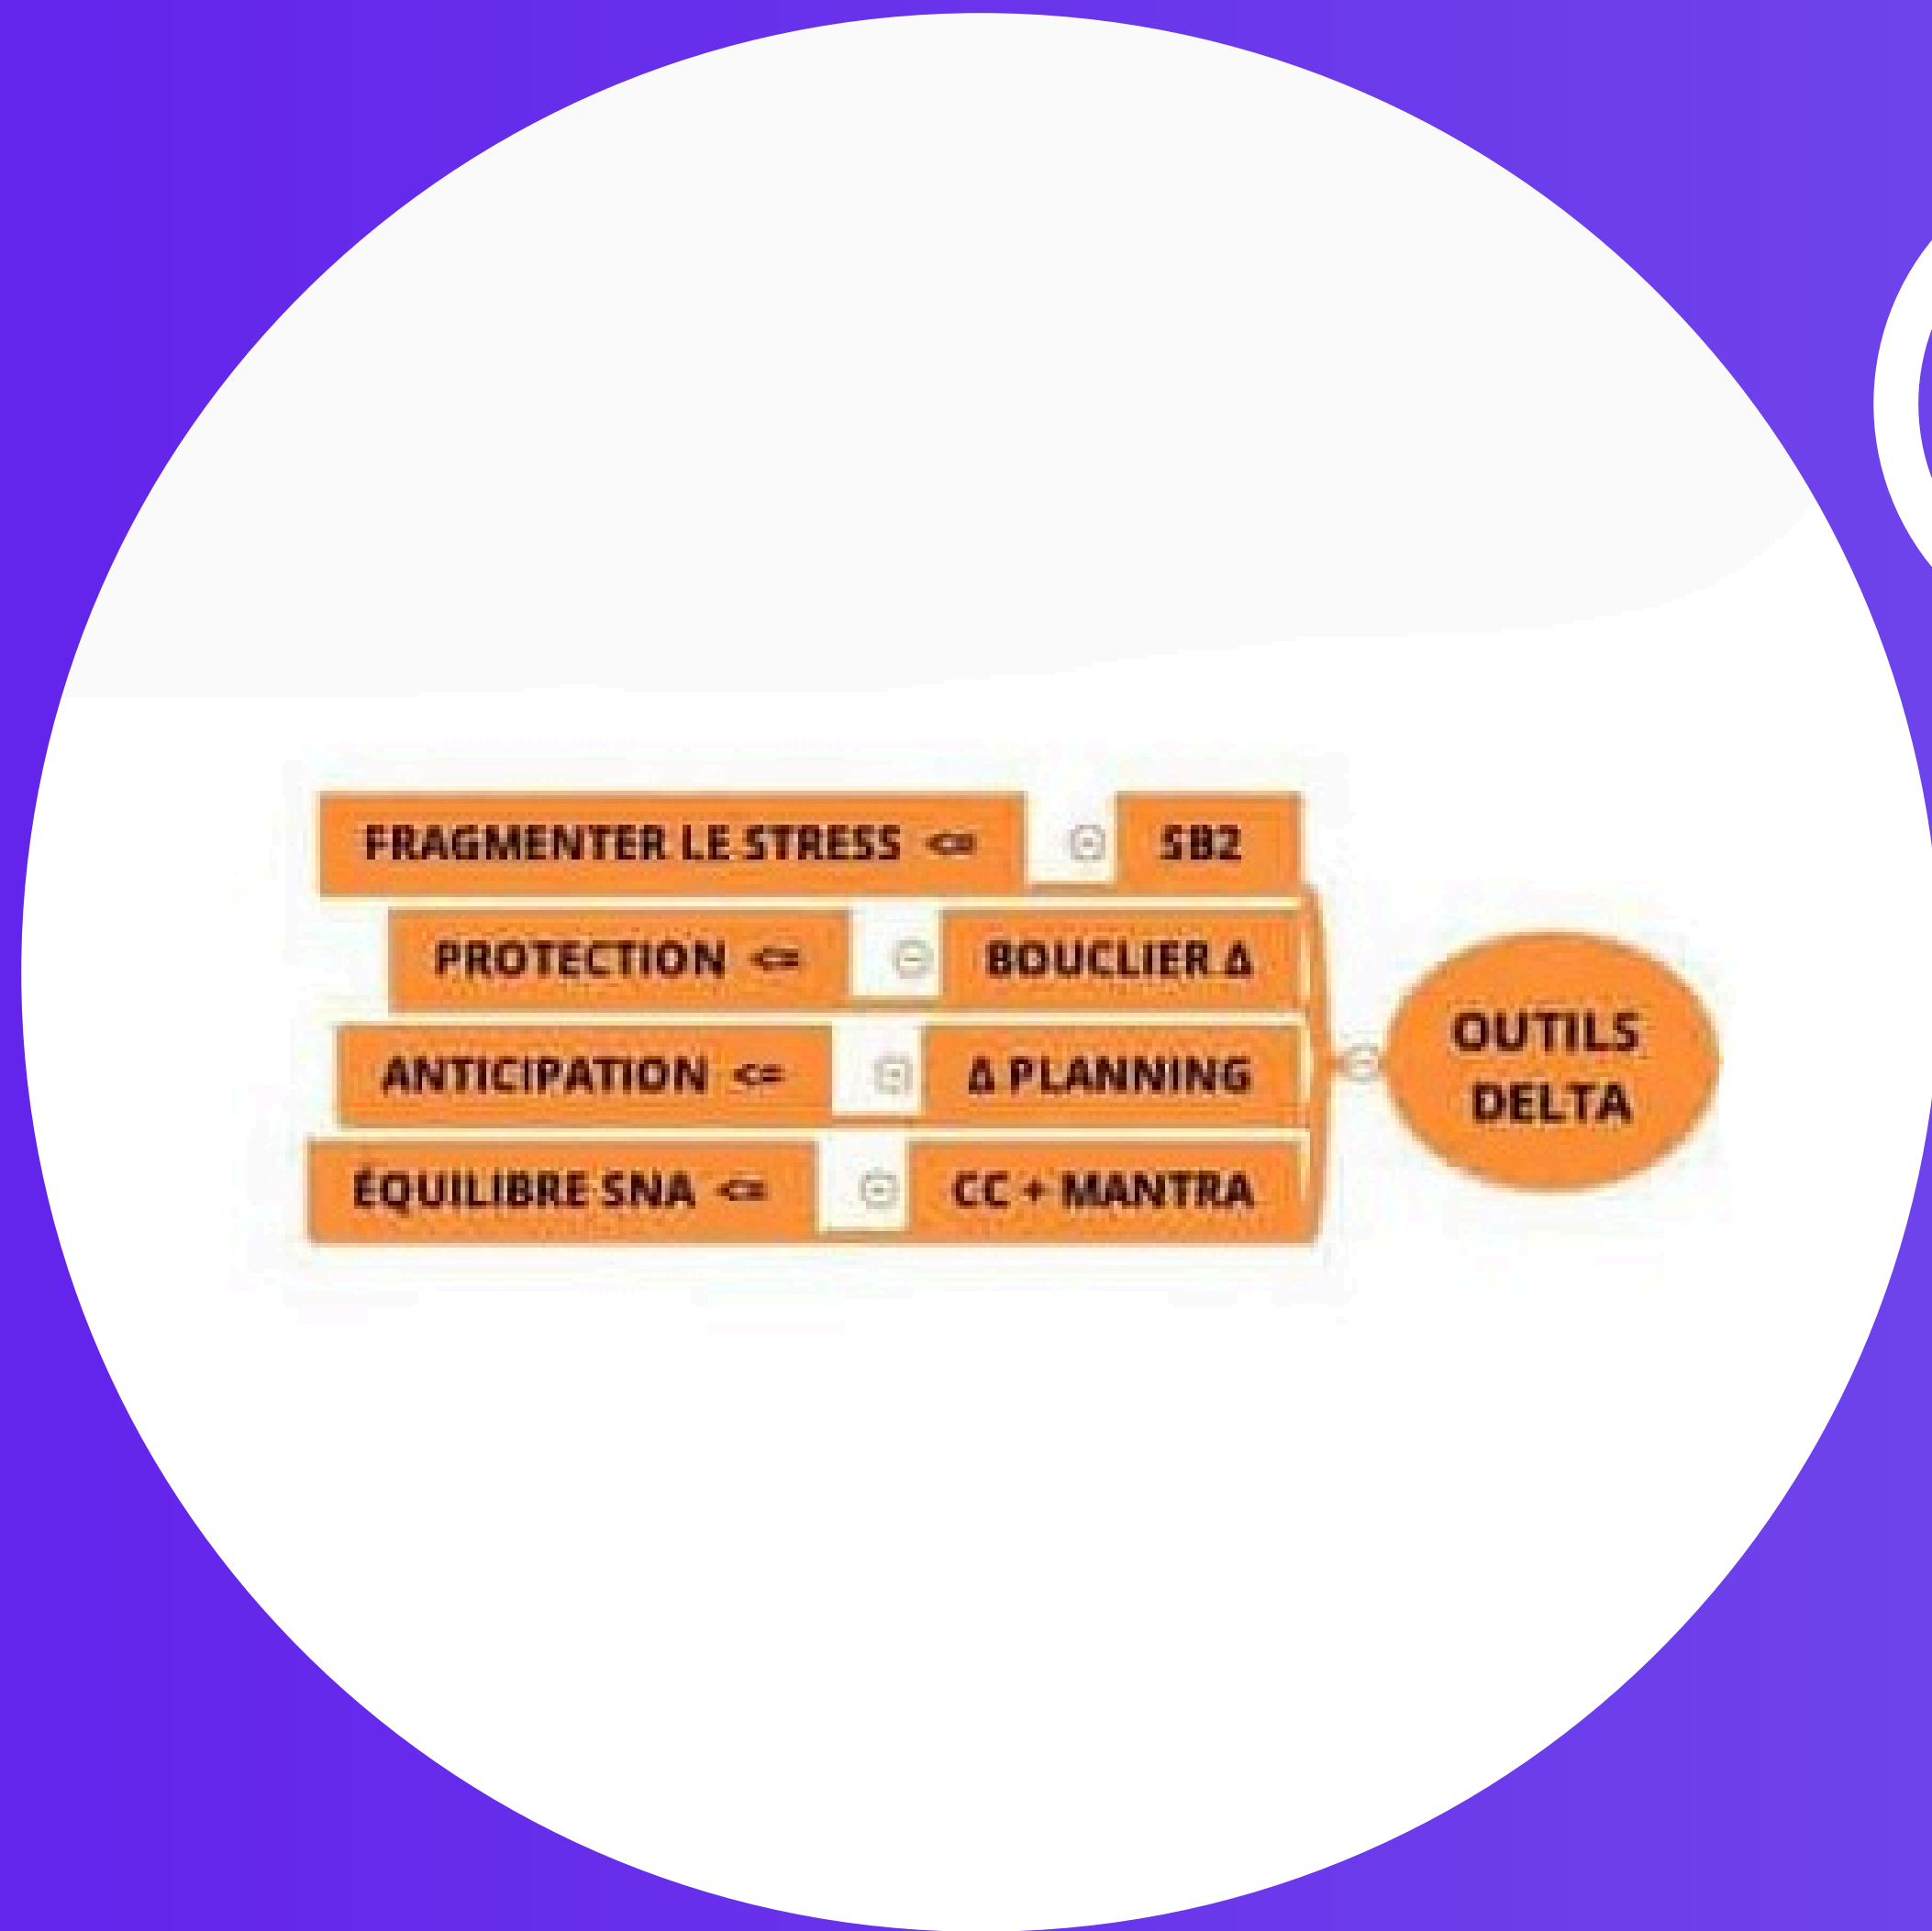 FRAGMENTER LE STRESS <= SB2
PROTECTION <= BOUCLIER Δ
ANTICIPATION <= Δ PLANNING
ÉQUILIBRE SNA <= CC + MANTRA
OUTILS
DELTA